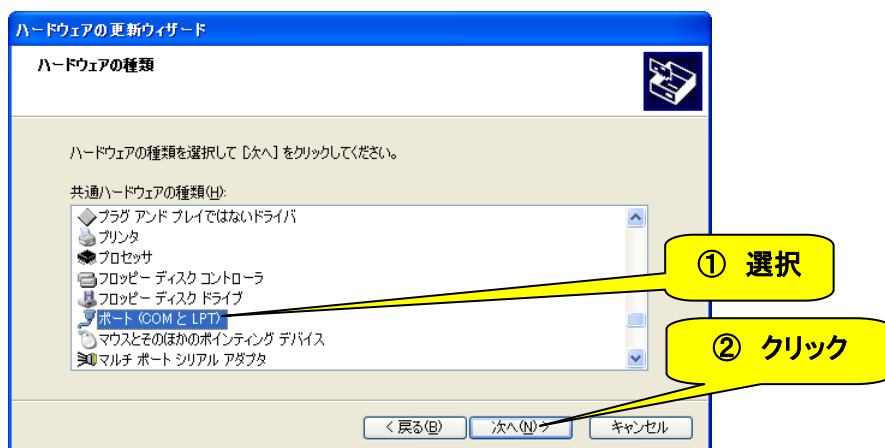 ハードウェアの更新ウィザード
ハードウェアの種類
ハードウェアの種類を選択して [次へ] をクリックしてください。
共通ハードウェアの種類(H):
プラグ アンド プレイではないドライバ
プリンタ
プロセッサ
フロッピー ディスク コントローラ
フロッピー ディスク ドライブ
ポート (COM と LPT)
マウスとそのほかのポインティング デバイス
マルチ ポート シリアル アダプタ
① 選択
② クリック
< 戻る(B)
次へ(N) >
キャンセル